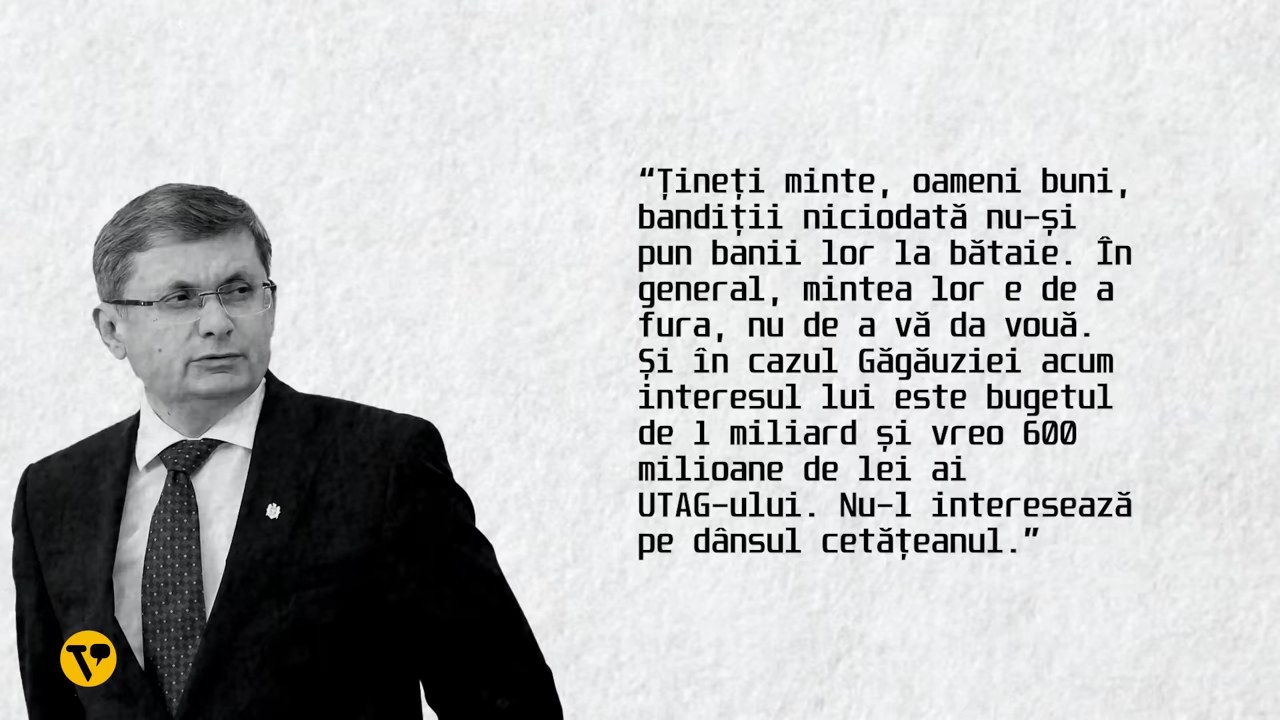 “Țineți minte, oameni buni,
bandiții niciodată nu-și
pun banii lor la bătaie. În
general, mintea lor e de a
fura, nu de a vă da vouă.
Și în cazul Găgăuziei acum
interesul lui este bugetul
de 1 miliard și vreo 600
milioane de lei ai
UTAG-ului. Nu-l interesează
pe dânsul cetățeanul.”